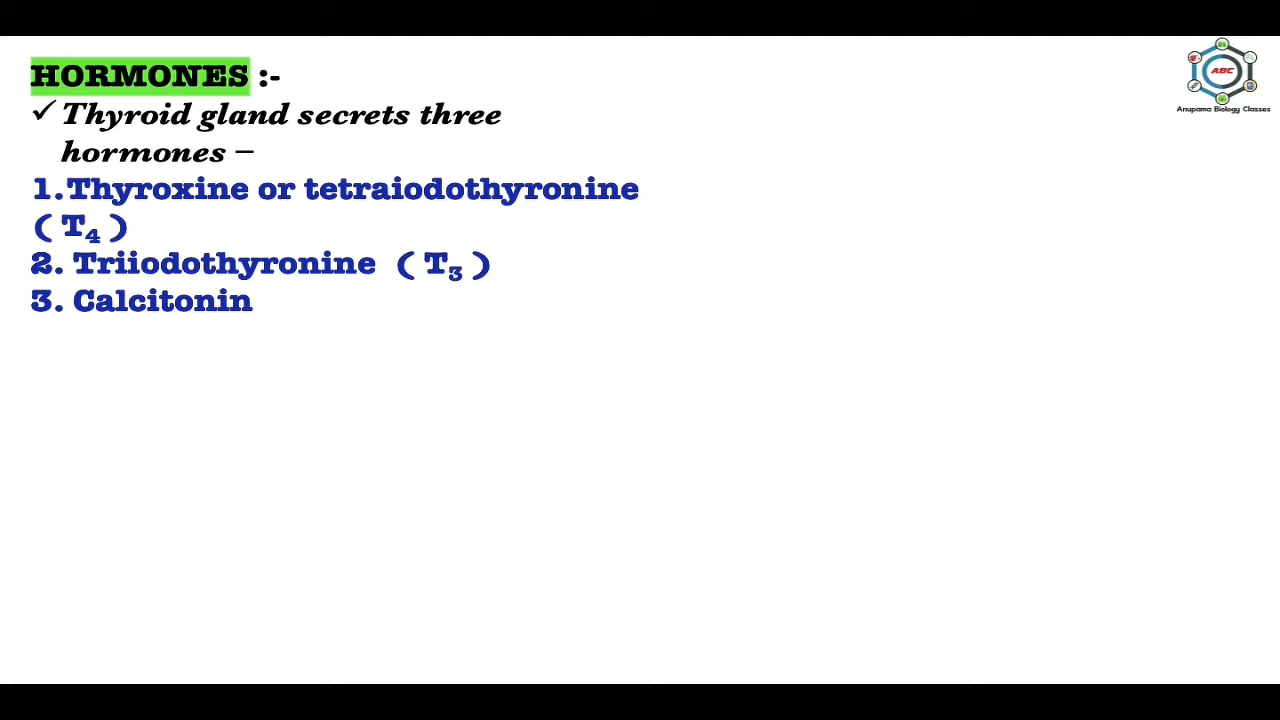 HORMONES :-
✓ Thyroid gland secrets three
hormones –
1.Thyroxine or tetraiodothyronine
( T₄ )
2. Triiodothyronine ( T₃ )
3. Calcitonin
ABC
Anupama Biology Classes